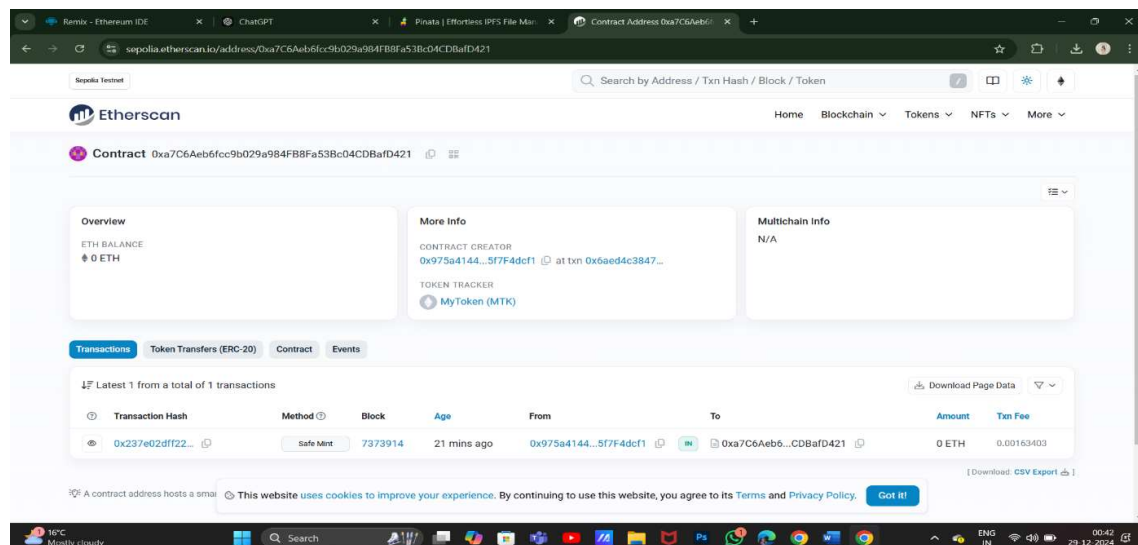 Remix - Ethereum IDE
ChatGPT
Pinata | Effortless IPFS File Man
Contract Address 0xa7C6Aeb6f
sepolia.etherscan.io/address/0xa7C6Aeb6fcc9b029a984FB8Fa53Bc04CDBafD421
Sepolia Testnet
Search by Address / Txn Hash / Block / Token
Etherscan
Home Blockchain Tokens NFTs More
Contract 0xa7C6Aeb6fcc9b029a984FB8Fa53Bc04CDBafD421
Overview
ETH BALANCE
0 ETH
More Info
CONTRACT CREATOR
0x975a4144...5f7F4dcf1 at txn 0x6aed4c3847...
TOKEN TRACKER
MyToken (MTK)
Multichain Info
N/A
Transactions Token Transfers (ERC-20) Contract Events
Latest 1 from a total of 1 transactions
Download Page Data
Transaction Hash Method Block Age From To Amount Txn Fee
0x237e02dff22... Safe Mint 7373914 21 mins ago 0x975a4144...5f7F4dcf1 IN 0xa7C6Aeb6...CDBafD421 0 ETH 0.00163403
[ Download: CSV Export ]
A contract address hosts a smar
This website uses cookies to improve your experience. By continuing to use this website, you agree to its Terms and Privacy Policy. Got it!
16°C
Mostly cloudy
Search
ENG
IN
00:42
29-12-2024